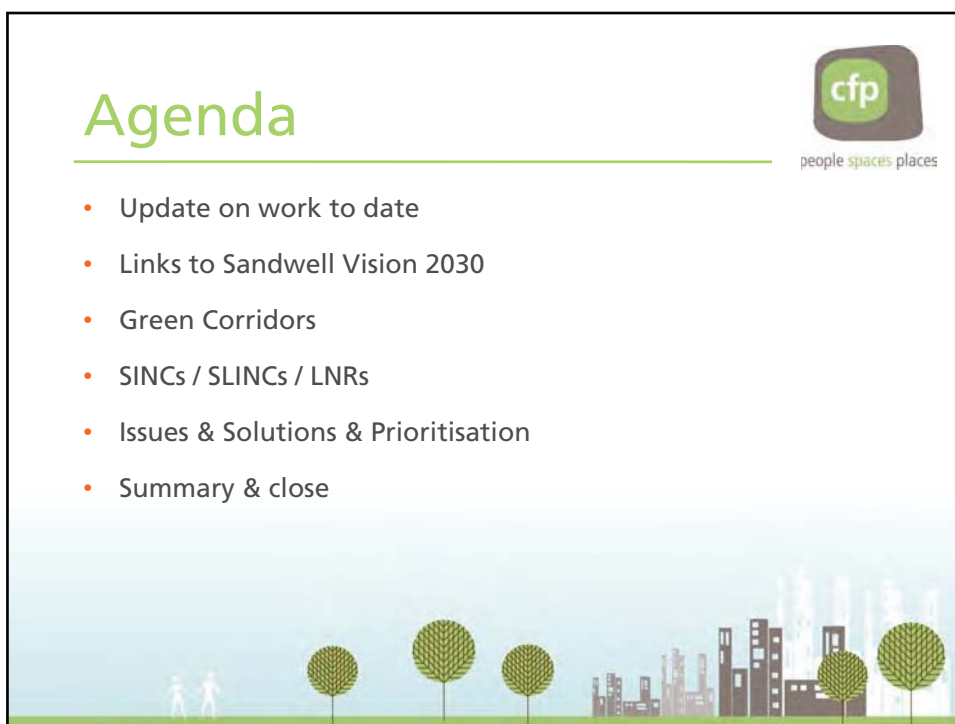 Agenda
cfp
people spaces places
• Update on work to date
• Links to Sandwell Vision 2030
• Green Corridors
• SINCs / SLINCs / LNRs
• Issues & Solutions & Prioritisation
• Summary & close